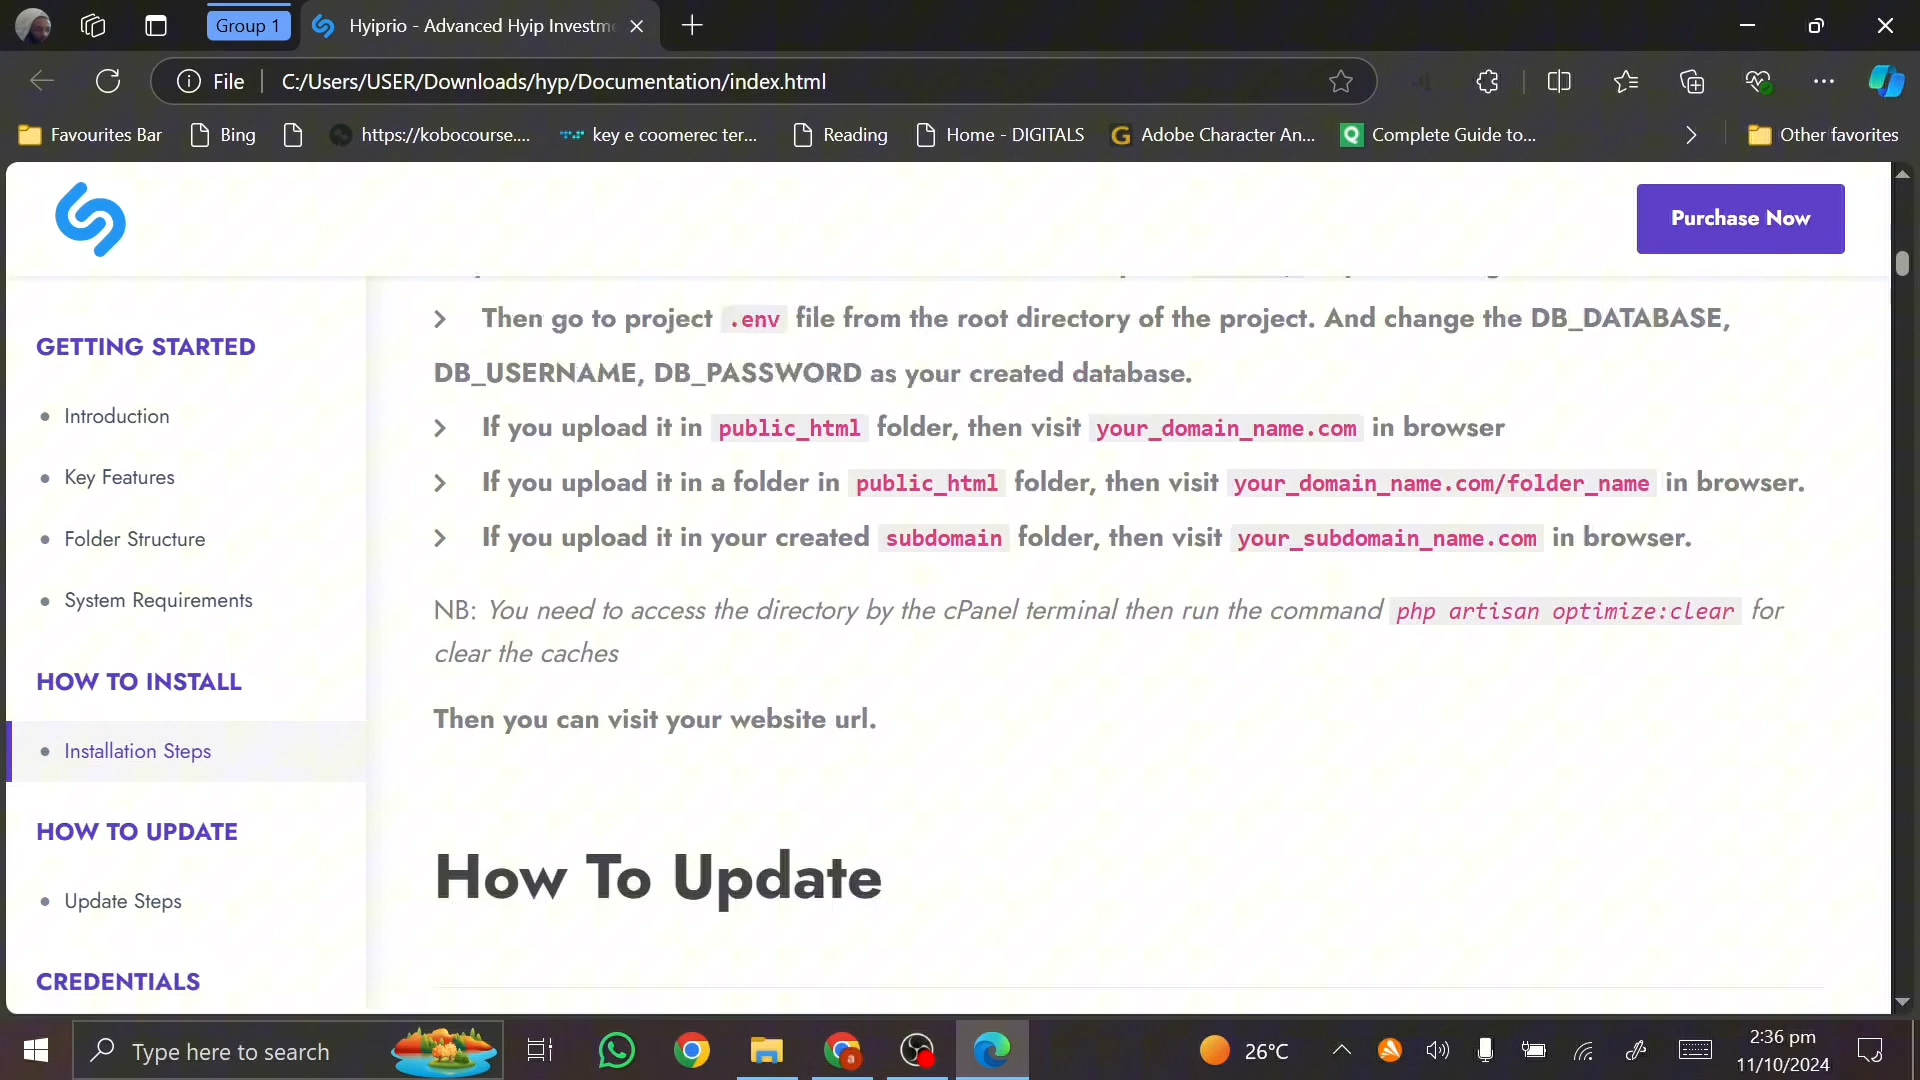 Group 1
Hyiprio - Advanced Hyip Investm
File
C:/Users/USER/Downloads/hyp/Documentation/index.html
Favourites Bar
Bing
https://kobocourse....
key e coomerec ter...
Reading
Home - DIGITALS
Adobe Character An...
Complete Guide to...
Other favorites
Purchase Now
GETTING STARTED
Introduction
Key Features
Folder Structure
System Requirements
HOW TO INSTALL
Installation Steps
HOW TO UPDATE
Update Steps
CREDENTIALS
Then go to project .env file from the root directory of the project. And change the DB_DATABASE,
DB_USERNAME, DB_PASSWORD as your created database.
If you upload it in public_html folder, then visit your_domain_name.com in browser
If you upload it in a folder in public_html folder, then visit your_domain_name.com/folder_name in browser.
If you upload it in your created subdomain folder, then visit your_subdomain_name.com in browser.
NB: You need to access the directory by the cPanel terminal then run the command php artisan optimize:clear for
clear the caches
Then you can visit your website url.
How To Update
Type here to search
26°C
2:36 pm
11/10/2024